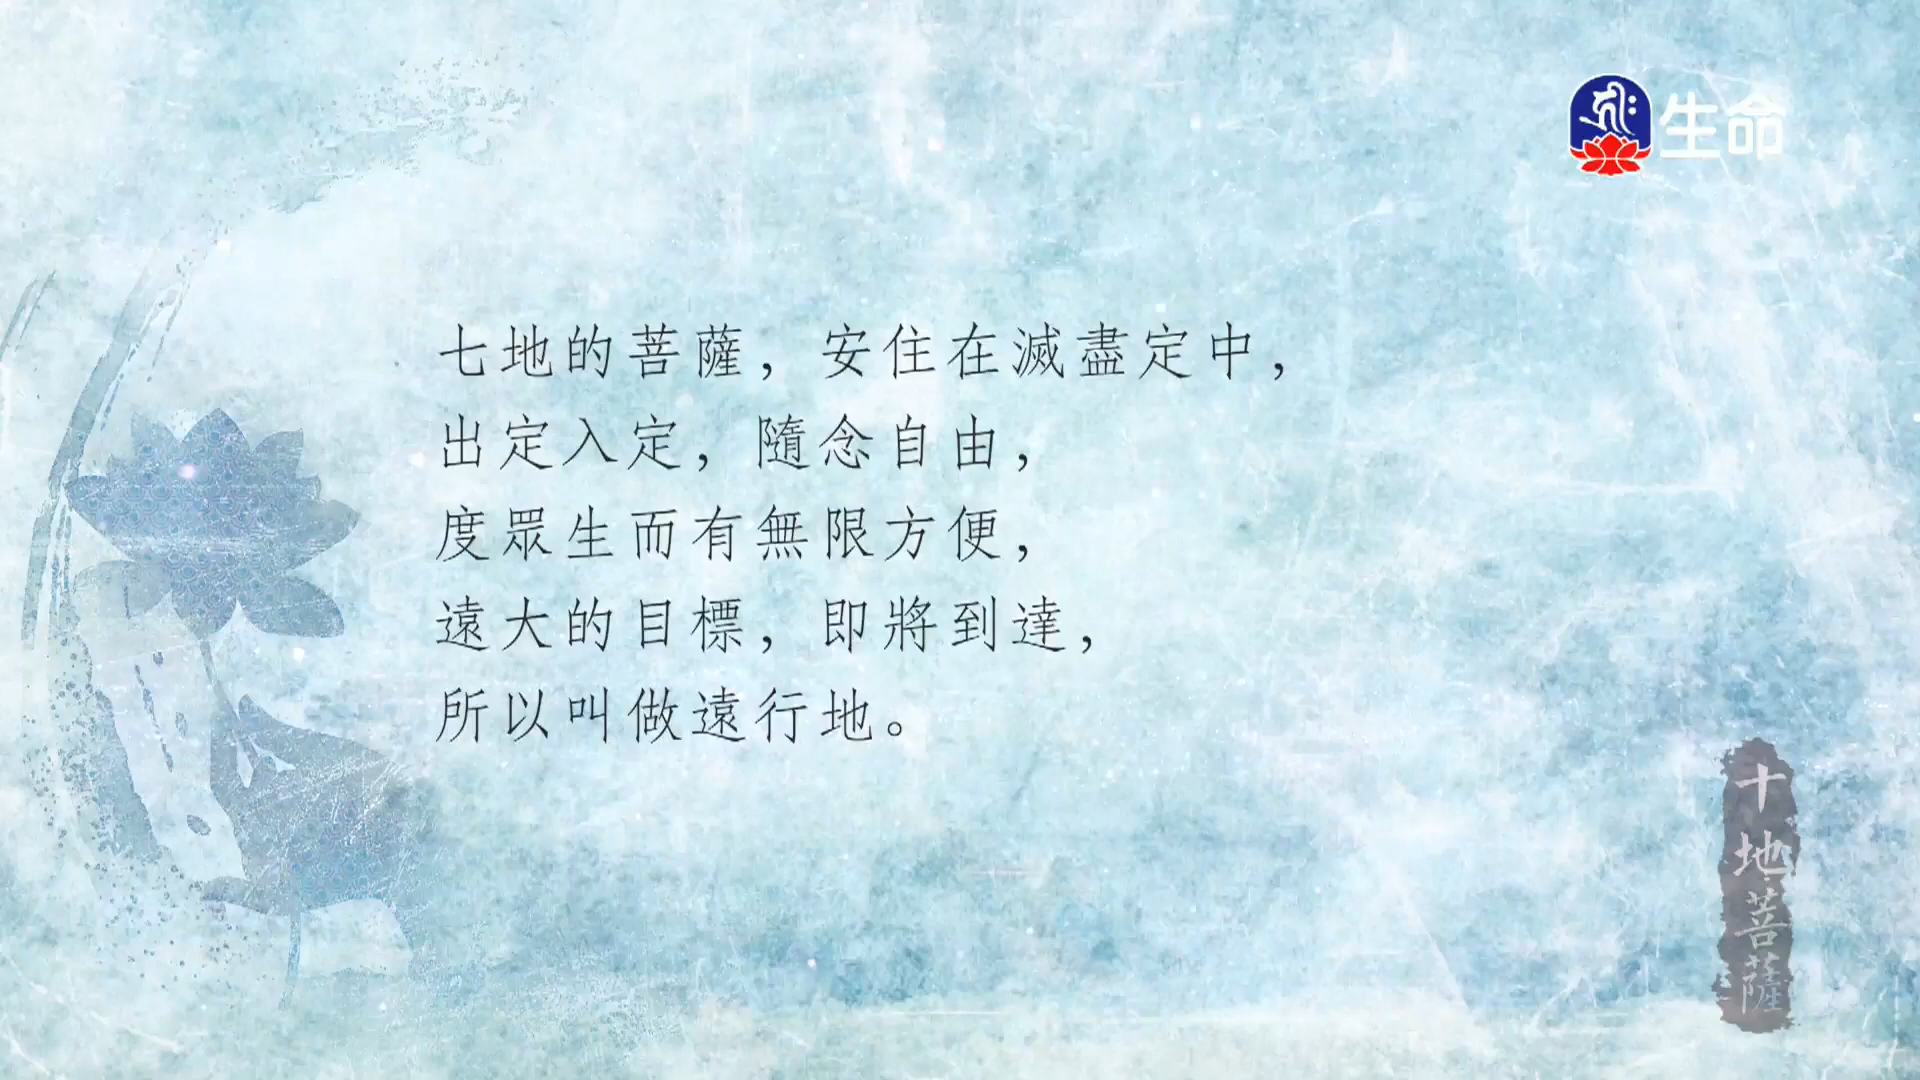 生命
七地的菩薩，安住在滅盡定中，
出定入定，隨念自由，
度眾生而有無限方便，
遠大的目標，即將到達，
所以叫做遠行地。
十地菩薩